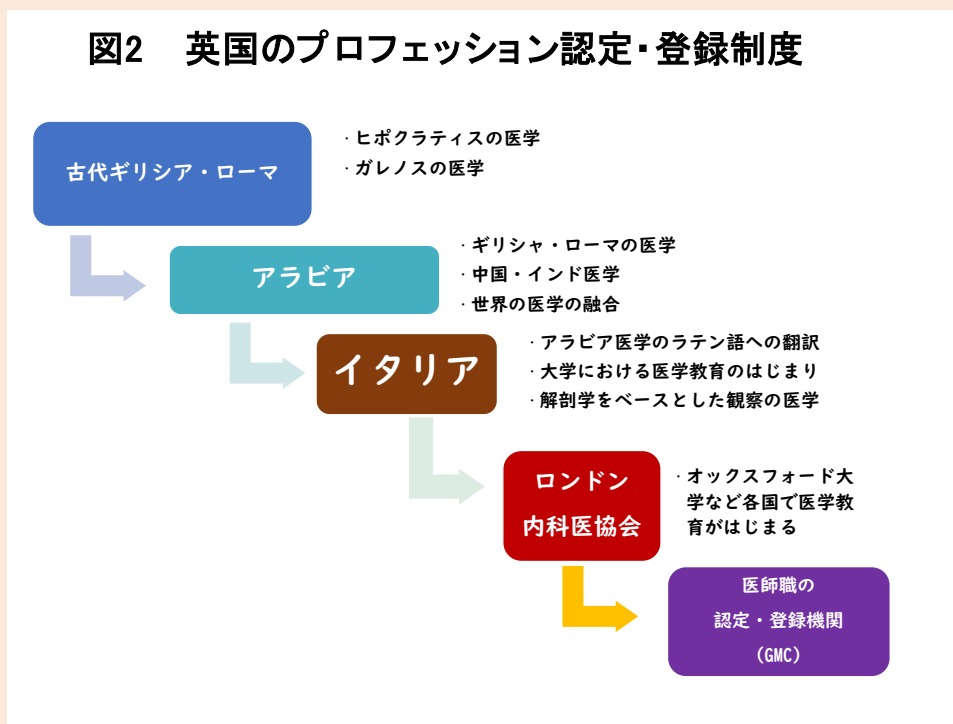 図2　英国のプロフェッション認定・登録制度
古代ギリシア・ローマ
・ヒポクラティスの医学
・ガレノスの医学
アラビア
・ギリシャ・ローマの医学
・中国・インド医学
・世界の医学の融合
イタリア
・アラビア医学のラテン語への翻訳
・大学における医学教育のはじまり
・解剖学をベースとした観察の医学
ロンドン
内科医協会
・オックスフォード大
学など各国で医学教
育がはじまる
医師職の
認定・登録機関
（GMC）